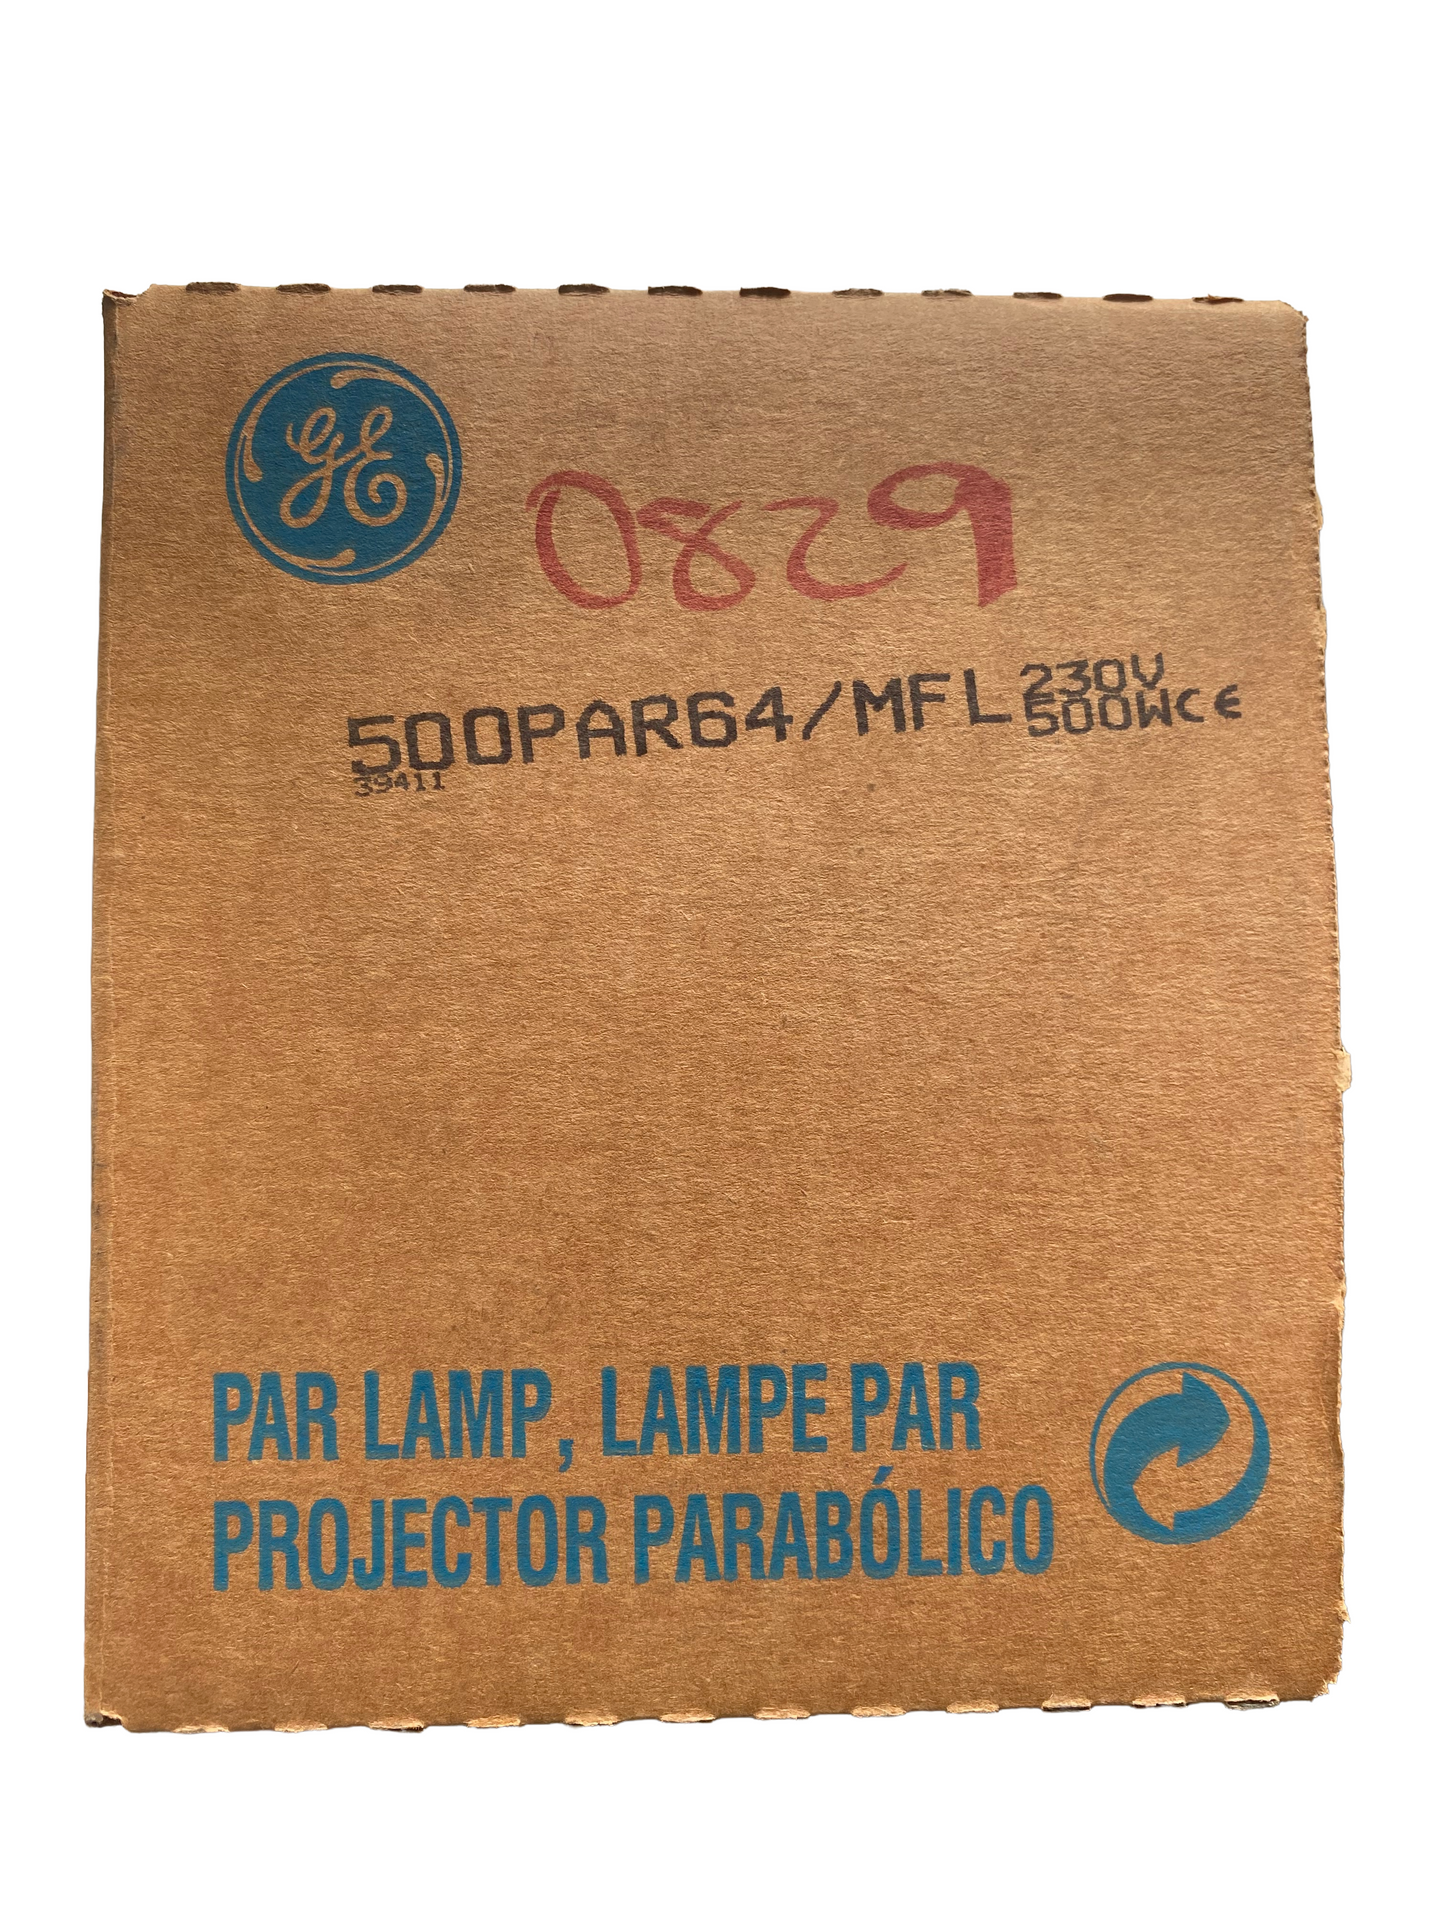 GE
0829
500PAR64/MFL 230V
500W CE
39411
PAR LAMP, LAMPE PAR
PROJECTOR PARABÓLICO